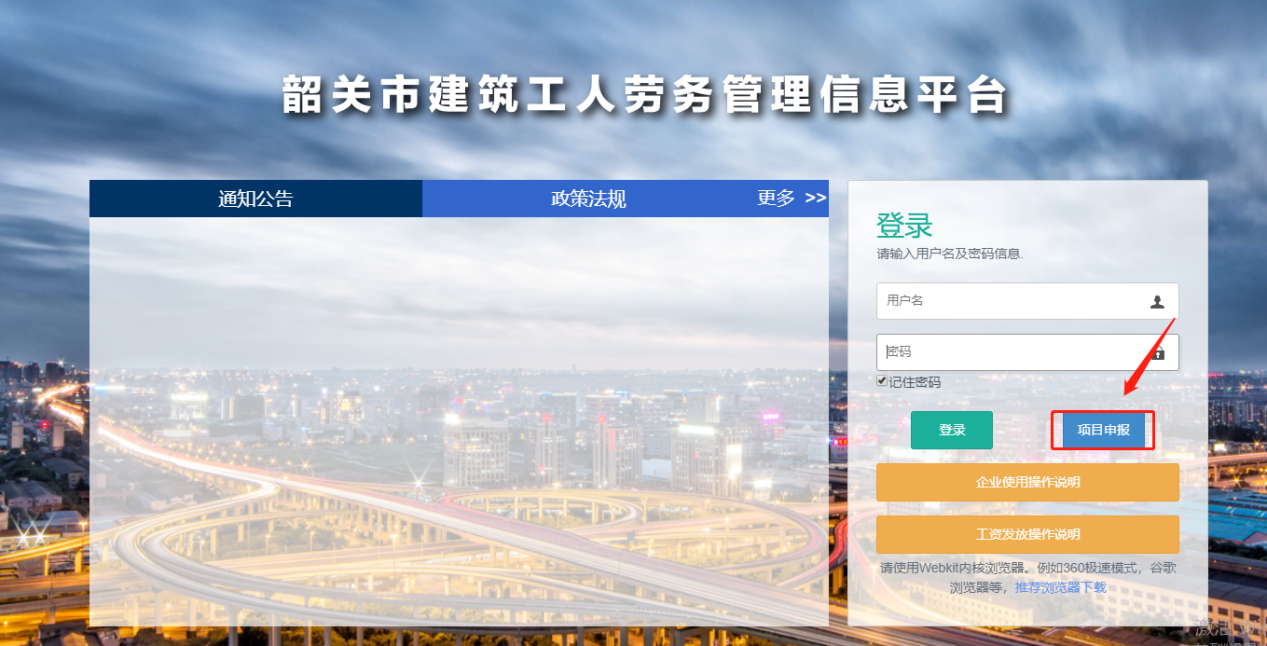 韶关市建筑工人劳务管理信息平台
通知公告
政策法规
更多 >>
登录
请输入用户名及密码信息.
用户名
密码
记住密码
登录
项目申报
企业使用操作说明
工资发放操作说明
请使用Webkit内核浏览器。例如360极速模式，谷歌
浏览器等，推荐浏览器下载
激活